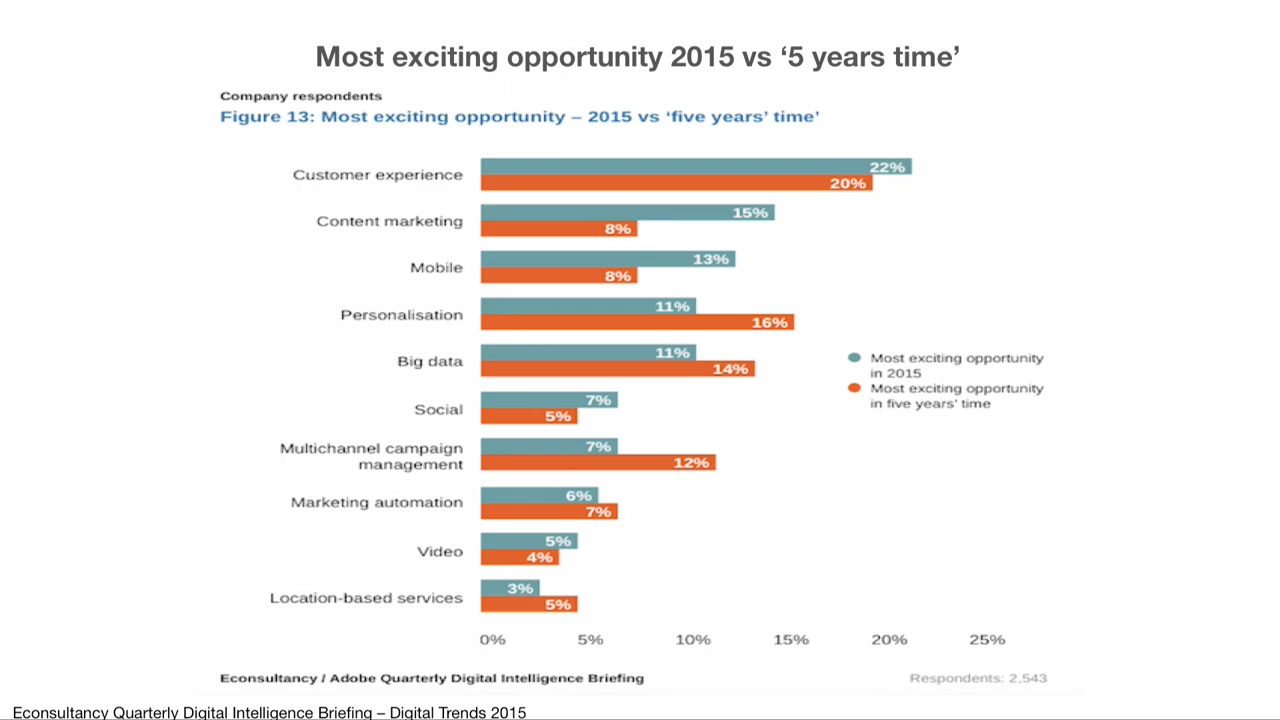 Most exciting opportunity 2015 vs ‘5 years time’
Company respondents
Figure 13: Most exciting opportunity – 2015 vs ‘five years’ time’
Customer experience
22%
20%
Content marketing
15%
8%
Mobile
13%
8%
Personalisation
11%
16%
Big data
11%
14%
Social
7%
5%
Multichannel campaign
management
7%
12%
Marketing automation
6%
7%
Video
5%
4%
Location-based services
3%
5%
Most exciting opportunity
in 2015
Most exciting opportunity
in five years’ time
0% 5% 10% 15% 20% 25%
Econsultancy / Adobe Quarterly Digital Intelligence Briefing
Respondents: 2,543
Econsultancy Quarterly Digital Intelligence Briefing – Digital Trends 2015